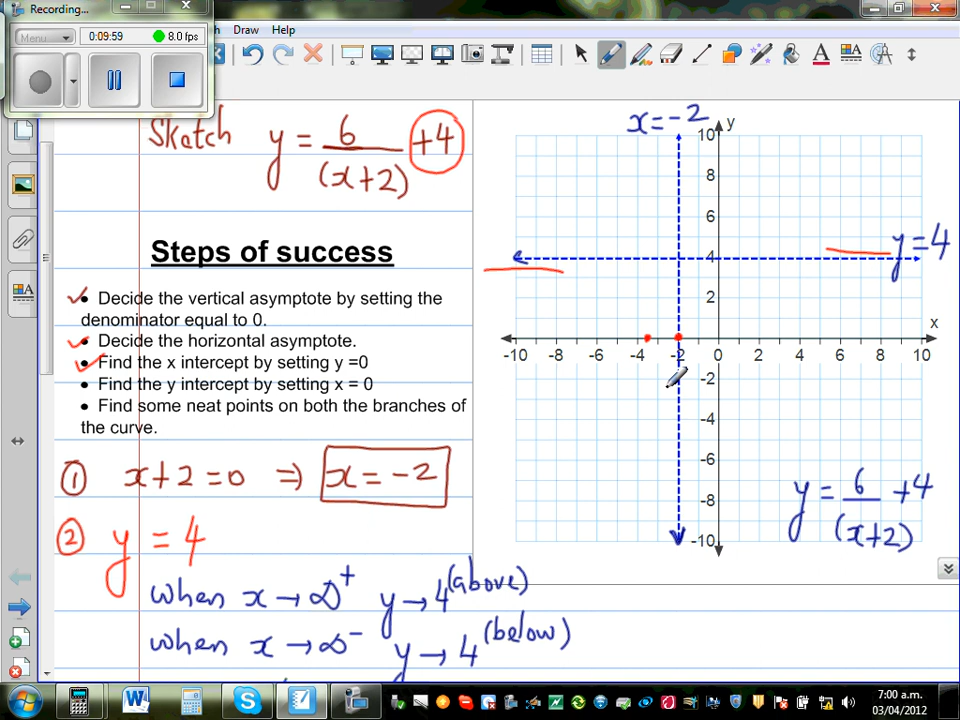 Recording...
Menu
0:09:59
8.0 fps
Draw Help
Sketch y = 6/(x+2) +4
Steps of success
• Decide the vertical asymptote by setting the
denominator equal to 0.
• Decide the horizontal asymptote.
• Find the x intercept by setting y =0
• Find the y intercept by setting x = 0
• Find some neat points on both the branches of
the curve.
① x+2=0 ⇒ x=-2
② y = 4
when x→∞⁺ y→4 (above)
when x→∞⁻ y→4 (below)
x=-2
y
10
8
6
4
2
-2
-4
-6
-8
-10
y=4
x
-10 -8 -6 -4 -2 0 2 4 6 8 10
y = 6/(x+2) +4
7:00 a.m.
03/04/2012